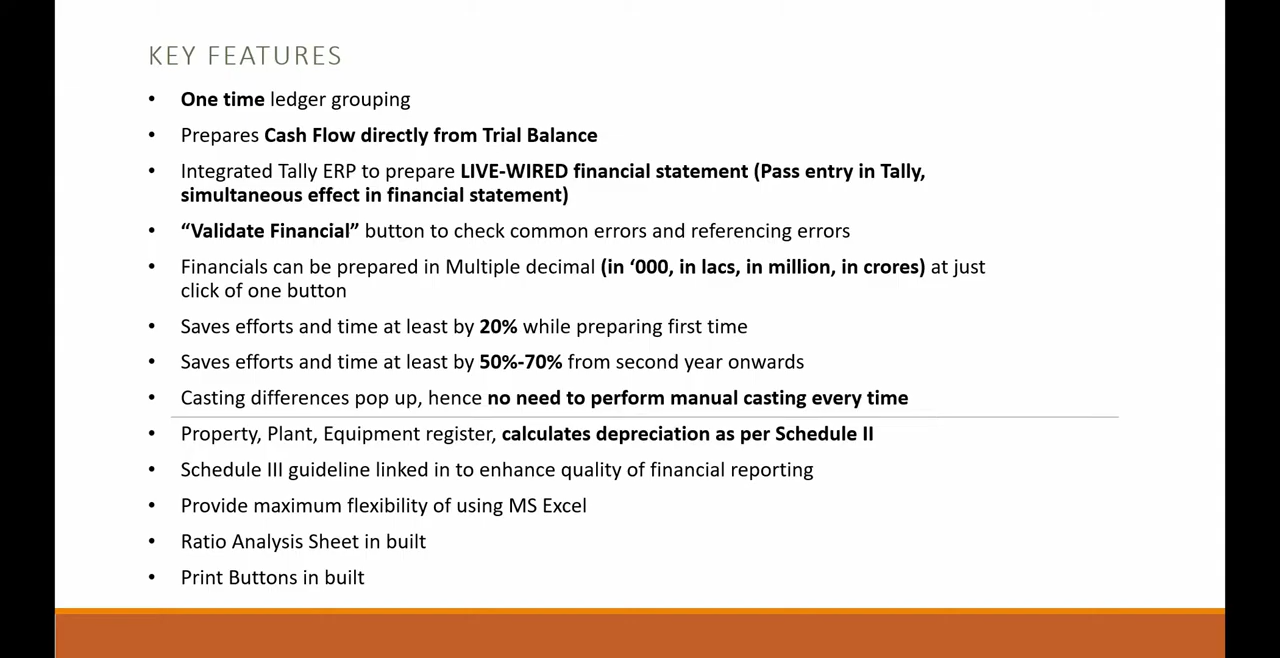 KEY FEATURES
• One time ledger grouping
• Prepares Cash Flow directly from Trial Balance
• Integrated Tally ERP to prepare LIVE-WIRED financial statement (Pass entry in Tally,
simultaneous effect in financial statement)
• “Validate Financial” button to check common errors and referencing errors
• Financials can be prepared in Multiple decimal (in ‘000, in lacs, in million, in crores) at just
click of one button
• Saves efforts and time at least by 20% while preparing first time
• Saves efforts and time at least by 50%-70% from second year onwards
• Casting differences pop up, hence no need to perform manual casting every time
• Property, Plant, Equipment register, calculates depreciation as per Schedule II
• Schedule III guideline linked in to enhance quality of financial reporting
• Provide maximum flexibility of using MS Excel
• Ratio Analysis Sheet in built
• Print Buttons in built